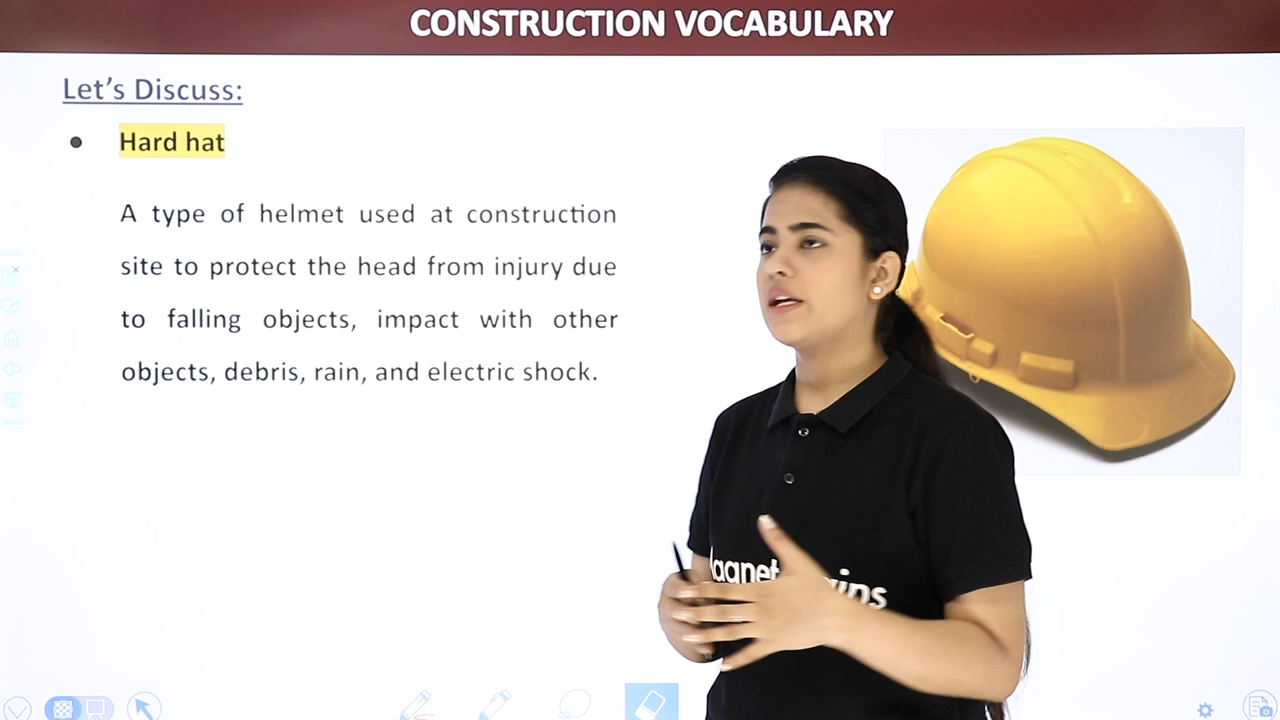 CONSTRUCTION VOCABULARY
Let's Discuss:
Hard hat
A type of helmet used at construction
site to protect the head from injury due
to falling objects, impact with other
objects, debris, rain, and electric shock.